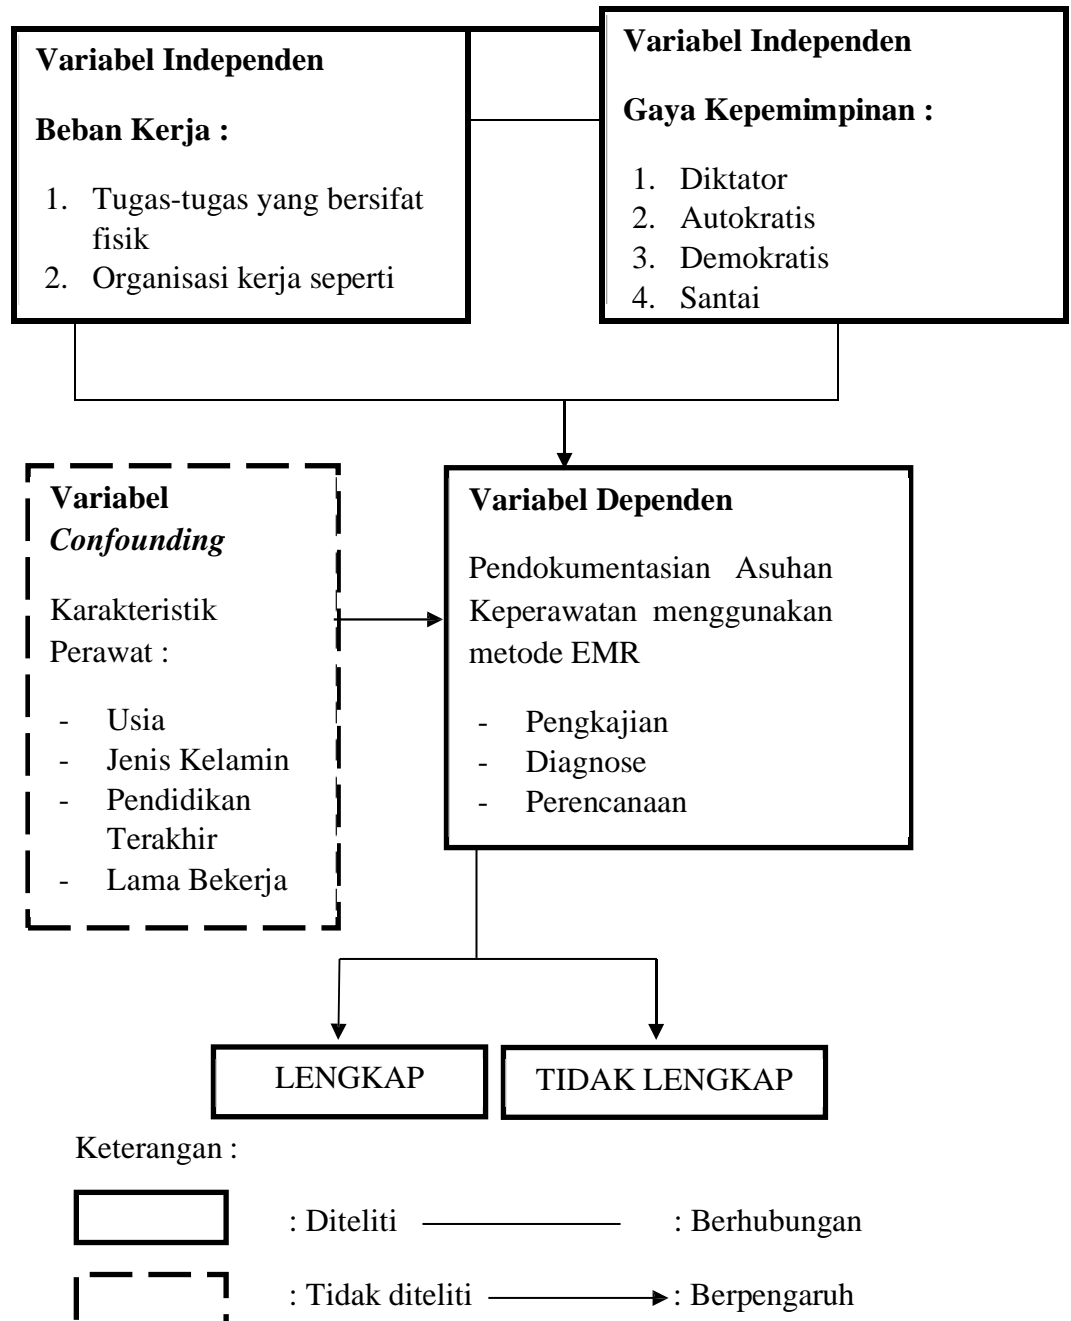 Variabel Independen
Beban Kerja :
1. Tugas-tugas yang bersifat
fisik
2. Organisasi kerja seperti
Variabel Independen
Gaya Kepemimpinan :
1. Diktator
2. Autokratis
3. Demokratis
4. Santai
Variabel
Confounding
Karakteristik
Perawat :
- Usia
- Jenis Kelamin
- Pendidikan
Terakhir
- Lama Bekerja
Variabel Dependen
Pendokumentasian Asuhan
Keperawatan menggunakan
metode EMR
- Pengkajian
- Diagnose
- Perencanaan
LENGKAP
TIDAK LENGKAP
Keterangan :
: Diteliti
: Berhubungan
: Tidak diteliti
: Berpengaruh